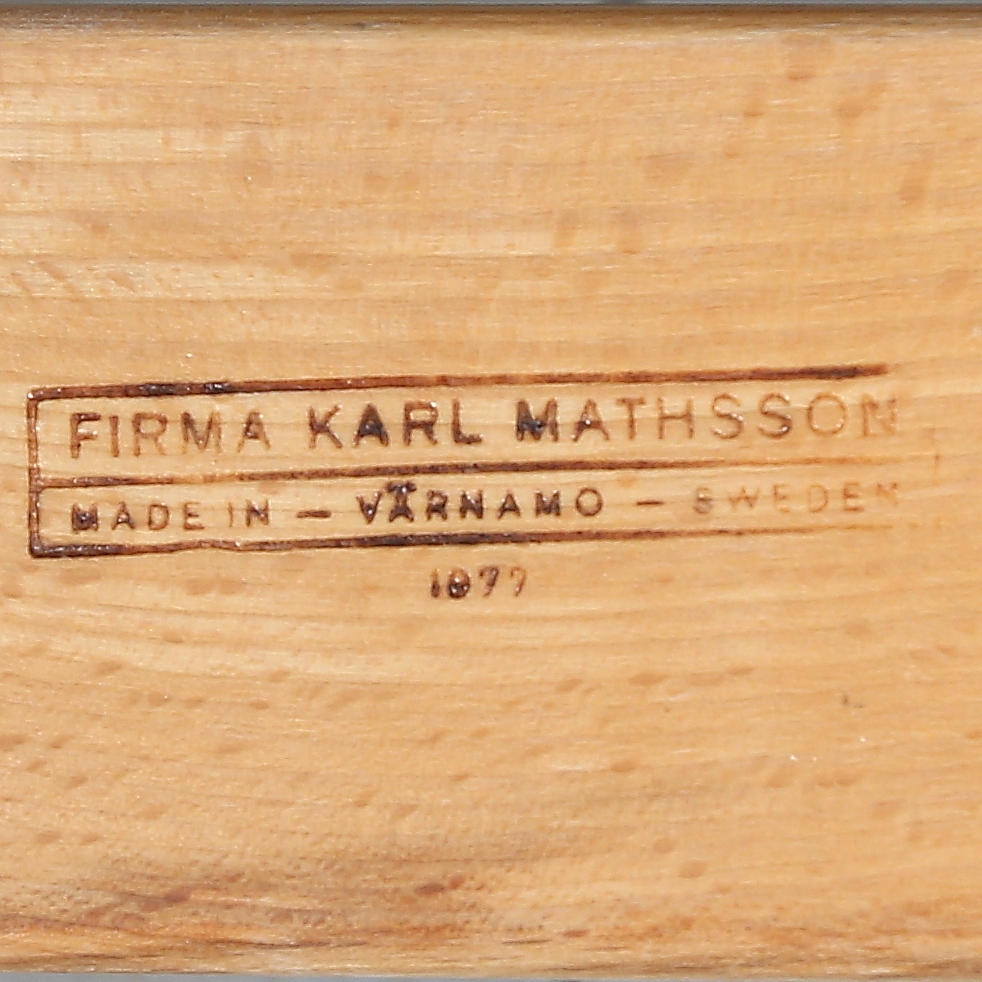 FIRMA KARL MATHSSON
MADE IN – VÄRNAMO – SWEDEN
1977